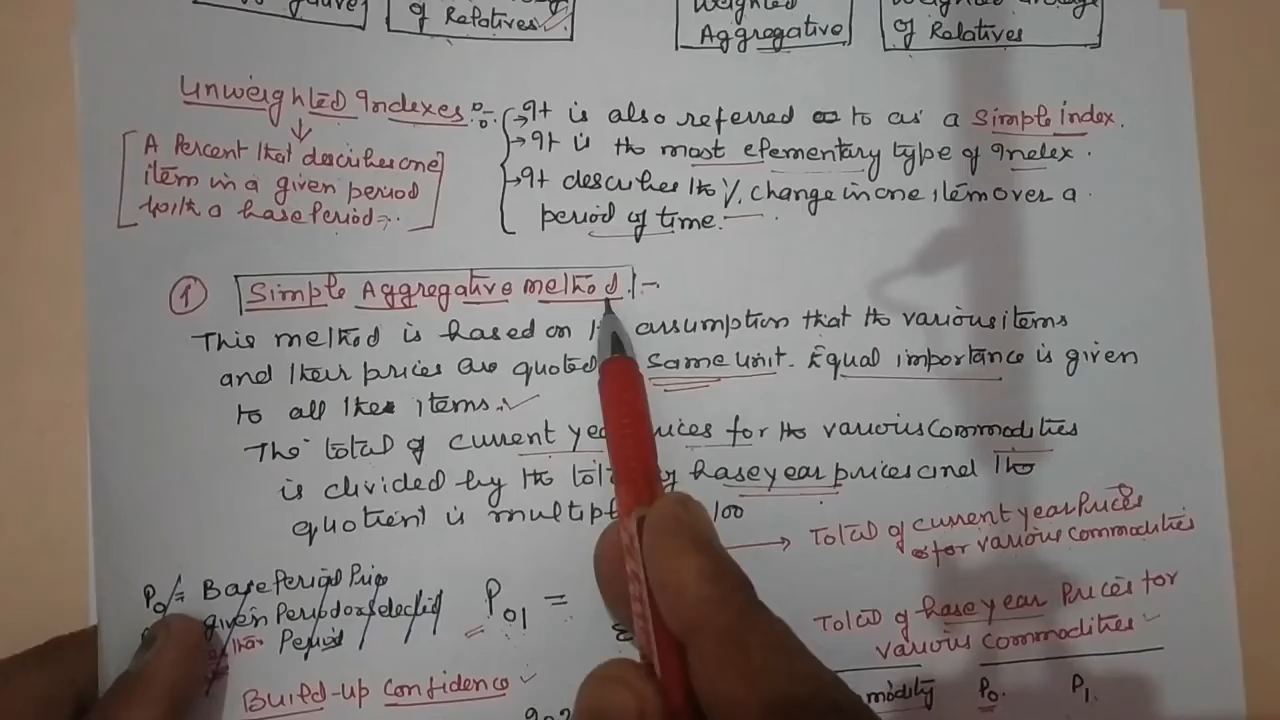 of Relatives
Aggregative
of Relatives
Unweighted Indexes:-
A Percent that describes one
item in a given period
with a base Period
→ It is also referred to as a Simple index.
→ It is the most elementary type of Index.
→ It describes the % change in one item over a
period of time.
① Simple Aggregative method :-
This method is based on assumption that the various items
and their prices are quoted same unit. Equal importance is given
to all the items.
The total of current year prices for the various commodities
is divided by the total base year prices and the
quotient is 100
Total of current year Prices
for various commodities
P0 = Base Period Price
given Period or selected
Period
P01 =
Total of base year Prices for
various commodities
Build-up confidence
P0. P1.